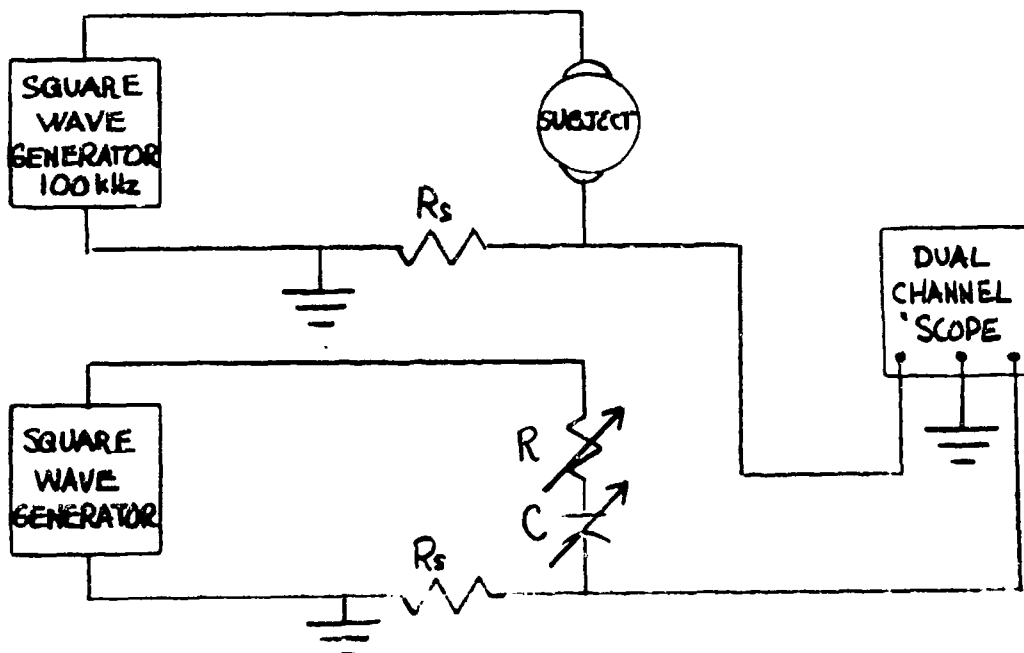 SQUARE
WAVE
GENERATOR
100 kHz
SUBJECT
Rs
DUAL
CHANNEL
SCOPE
SQUARE
WAVE
GENERATOR
R
C
Rs